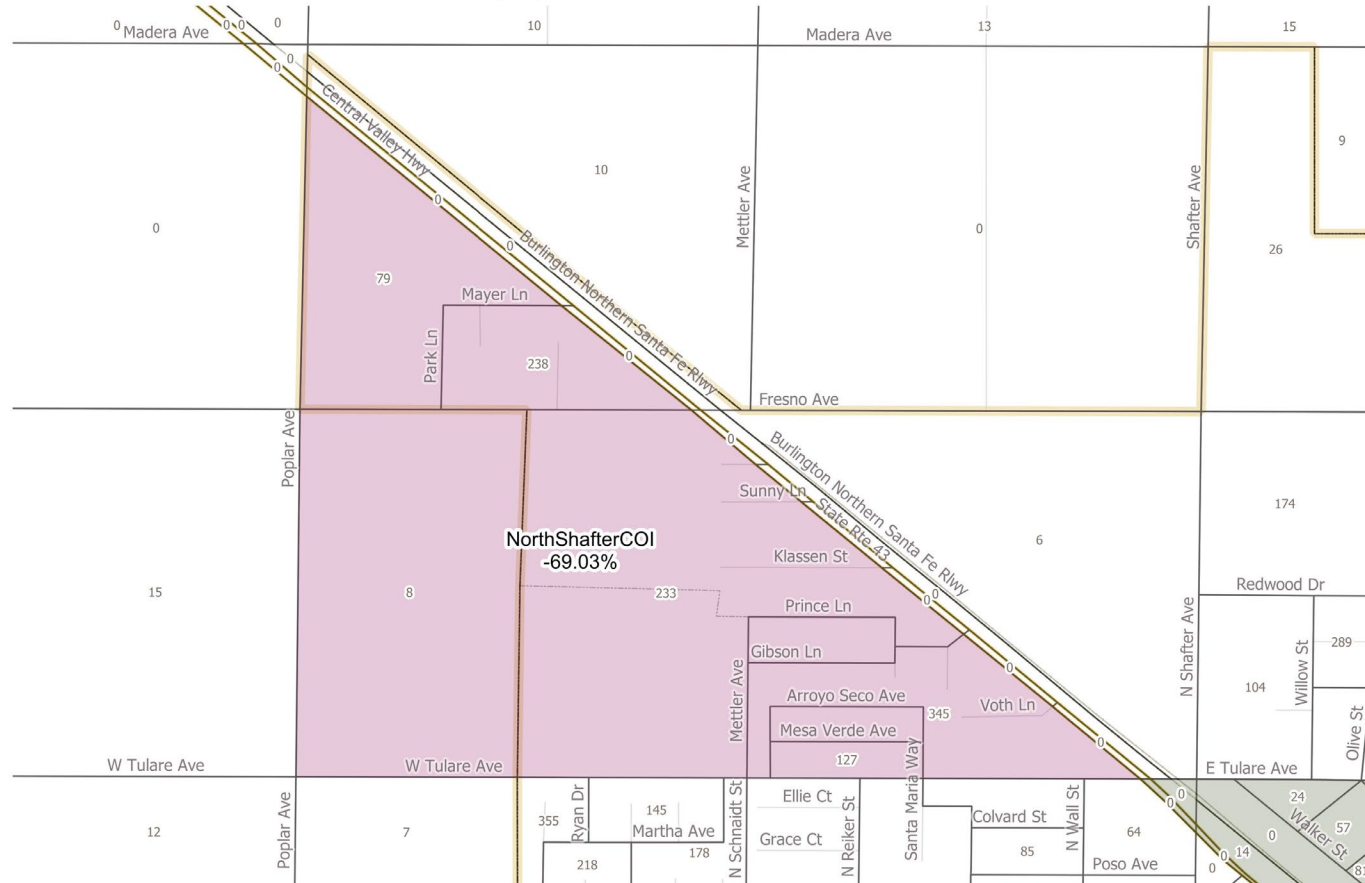 0
0
0
0
10
13
15
Madera Ave
Madera Ave
0
0
Central Valley Hwy
10
9
Mettler Ave
Shafter Ave
0
0
0
0
26
Burlington Northern Santa Fe Rlwy
79
Mayer Ln
Park Ln
238
0
Fresno Ave
Poplar Ave
0
Burlington Northern Santa Fe Rlwy
Sunny Ln
State Rte 43
174
NorthShafterCOI
-69.03%
6
Klassen St
Redwood Dr
15
8
233
0
0
Prince Ln
N Shafter Ave
289
Gibson Ln
Mettler Ave
0
Willow St
104
Arroyo Seco Ave
345
Voth Ln
Mesa Verde Ave
Olive St
127
0
W Tulare Ave
W Tulare Ave
E Tulare Ave
Santa Maria Way
Poplar Ave
Ryan Dr
N Schnaidt St
Ellie Ct
N Reiker St
N Wall St
0
0
24
145
355
Martha Ave
Colvard St
Walker St
57
12
7
Grace Ct
64
0
178
85
14
0
218
Poso Ave
0